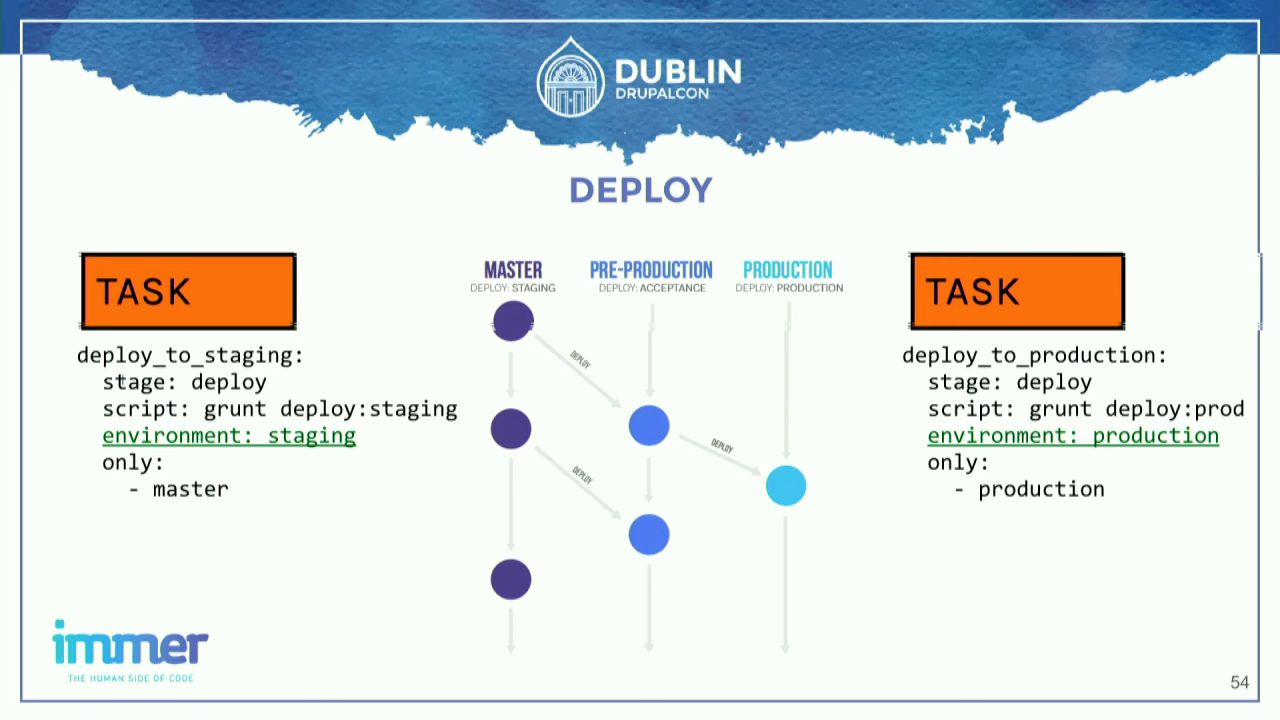 DUBLIN
DRUPALCON
DEPLOY
TASK
deploy_to_staging:
stage: deploy
script: grunt deploy:staging
environment: staging
only:
- master
MASTER
DEPLOY: STAGING
PRE-PRODUCTION
DEPLOY: ACCEPTANCE
PRODUCTION
DEPLOY: PRODUCTION
DEPLOY
DEPLOY
DEPLOY
TASK
deploy_to_production:
stage: deploy
script: grunt deploy:prod
environment: production
only:
- production
immer
THE HUMAN SIDE OF CODE
54